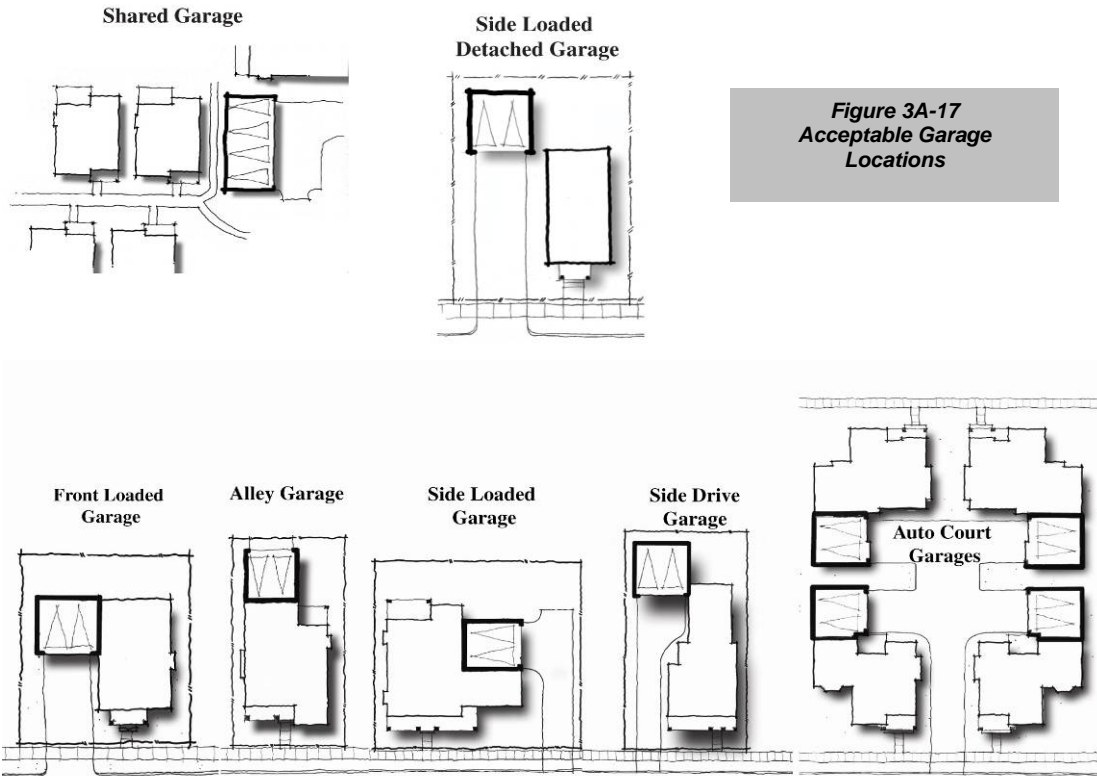 Shared Garage
Side Loaded
Detached Garage
Figure 3A-17
Acceptable Garage
Locations
Front Loaded
Garage
Alley Garage
Side Loaded
Garage
Side Drive
Garage
Auto Court
Garages